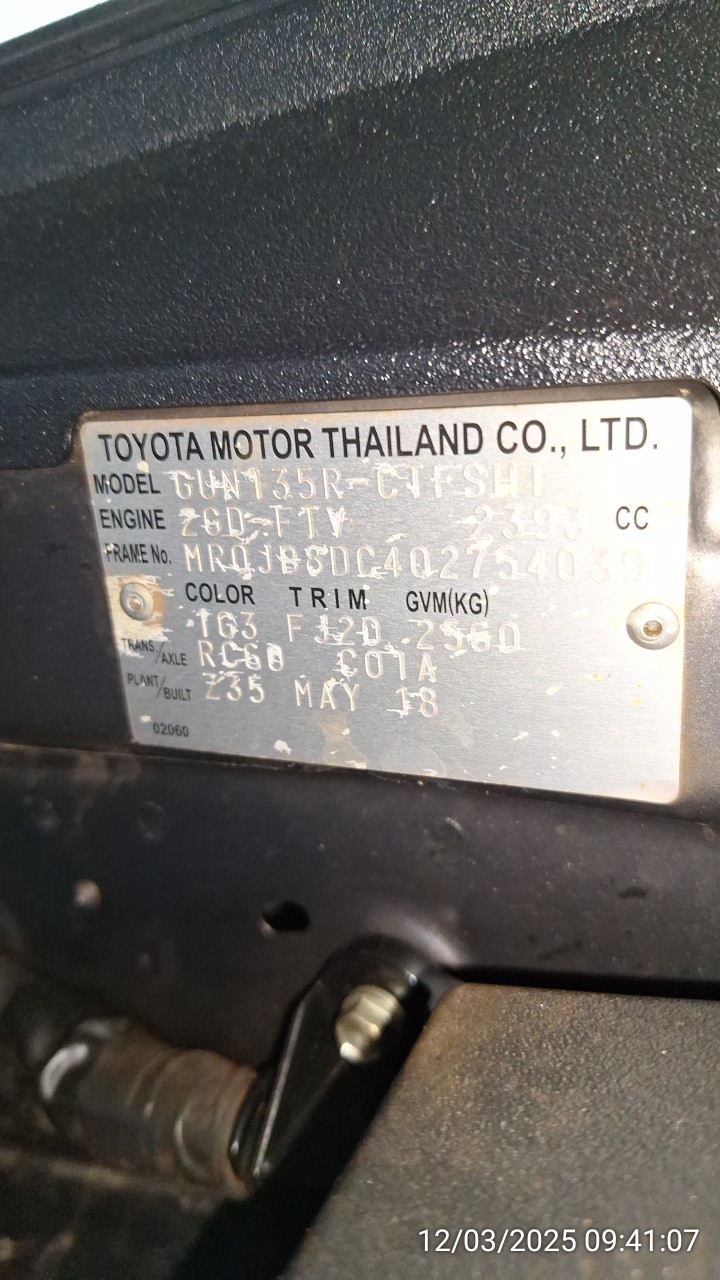 TOYOTA MOTOR THAILAND CO., LTD.
MODEL GUN135R-CTFSHT
ENGINE 2GD-FTV 2393 CC
FRAME No. MR0JB8DC402754039
COLOR TRIM GVM(KG)
1G3 FJ20 2560
TRANS./AXLE RC60 C01A
PLANT/BUILT Z35 MAY 18
02060
12/03/2025 09:41:07